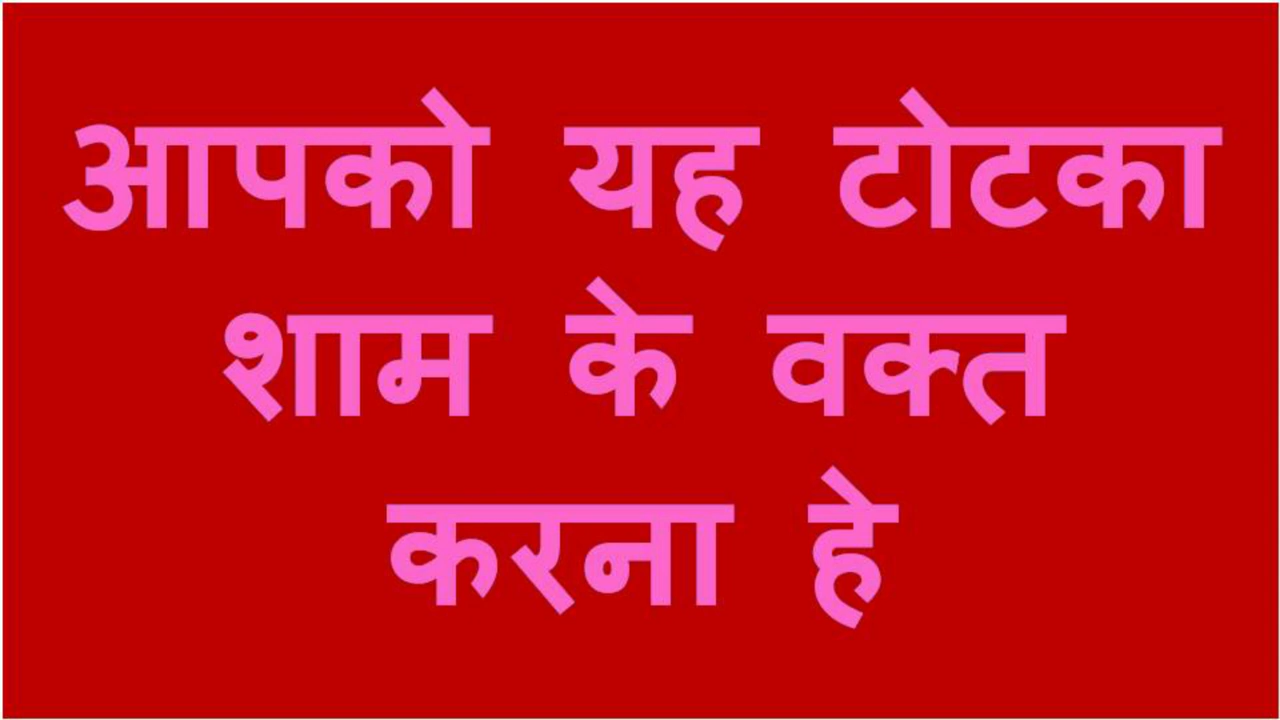 आपको यह टोटका
शाम के वक्त
करना हे